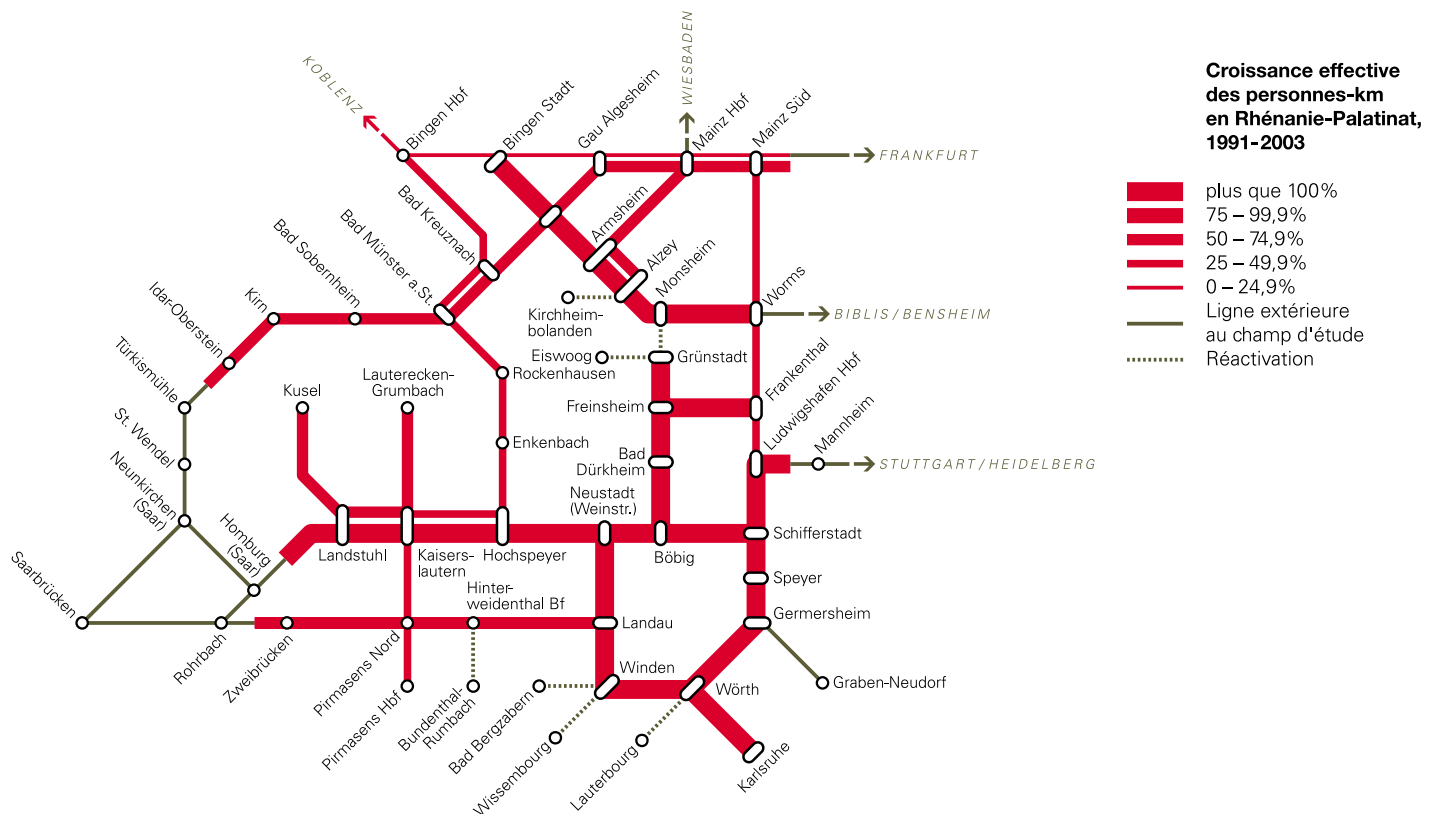 KOBLENZ
Bingen Hbf
Bingen Stadt
Gau Algesheim
WIESBADEN
Mainz Hbf
Mainz Süd
FRANKFURT
Croissance effective
des personnes-km
en Rhénanie-Palatinat,
1991-2003
plus que 100%
75 – 99,9%
50 – 74,9%
25 – 49,9%
0 – 24,9%
Ligne extérieure
au champ d'étude
Réactivation
Bad Kreuznach
Bad Münster a.St.
Bad Sobernheim
Kirn
Idar-Oberstein
Türkismühle
St. Wendel
Neunkirchen
(Saar)
Homburg
(Saar)
Saarbrücken
Armsheim
Alzey
Monsheim
Worms
BIBLIS/BENSHEIM
Kirchheim-
bolanden
Eiswoog
Grünstadt
Rockenhausen
Kusel
Lauterecken-
Grumbach
Freinsheim
Frankenthal
Ludwigshafen Hbf
Mannheim
STUTTGART/HEIDELBERG
Enkenbach
Bad
Dürkheim
Neustadt
(Weinstr.)
Landstuhl
Kaisers-
lautern
Hochspeyer
Böbig
Schifferstadt
Speyer
Hinter-
weidenthal Bf
Landau
Germersheim
Rohrbach
Zweibrücken
Pirmasens Nord
Pirmasens Hbf
Bundenthal-
Rumbach
Bad Bergzabern
Winden
Wörth
Graben-Neudorf
Wissembourg
Lauterbourg
Karlsruhe